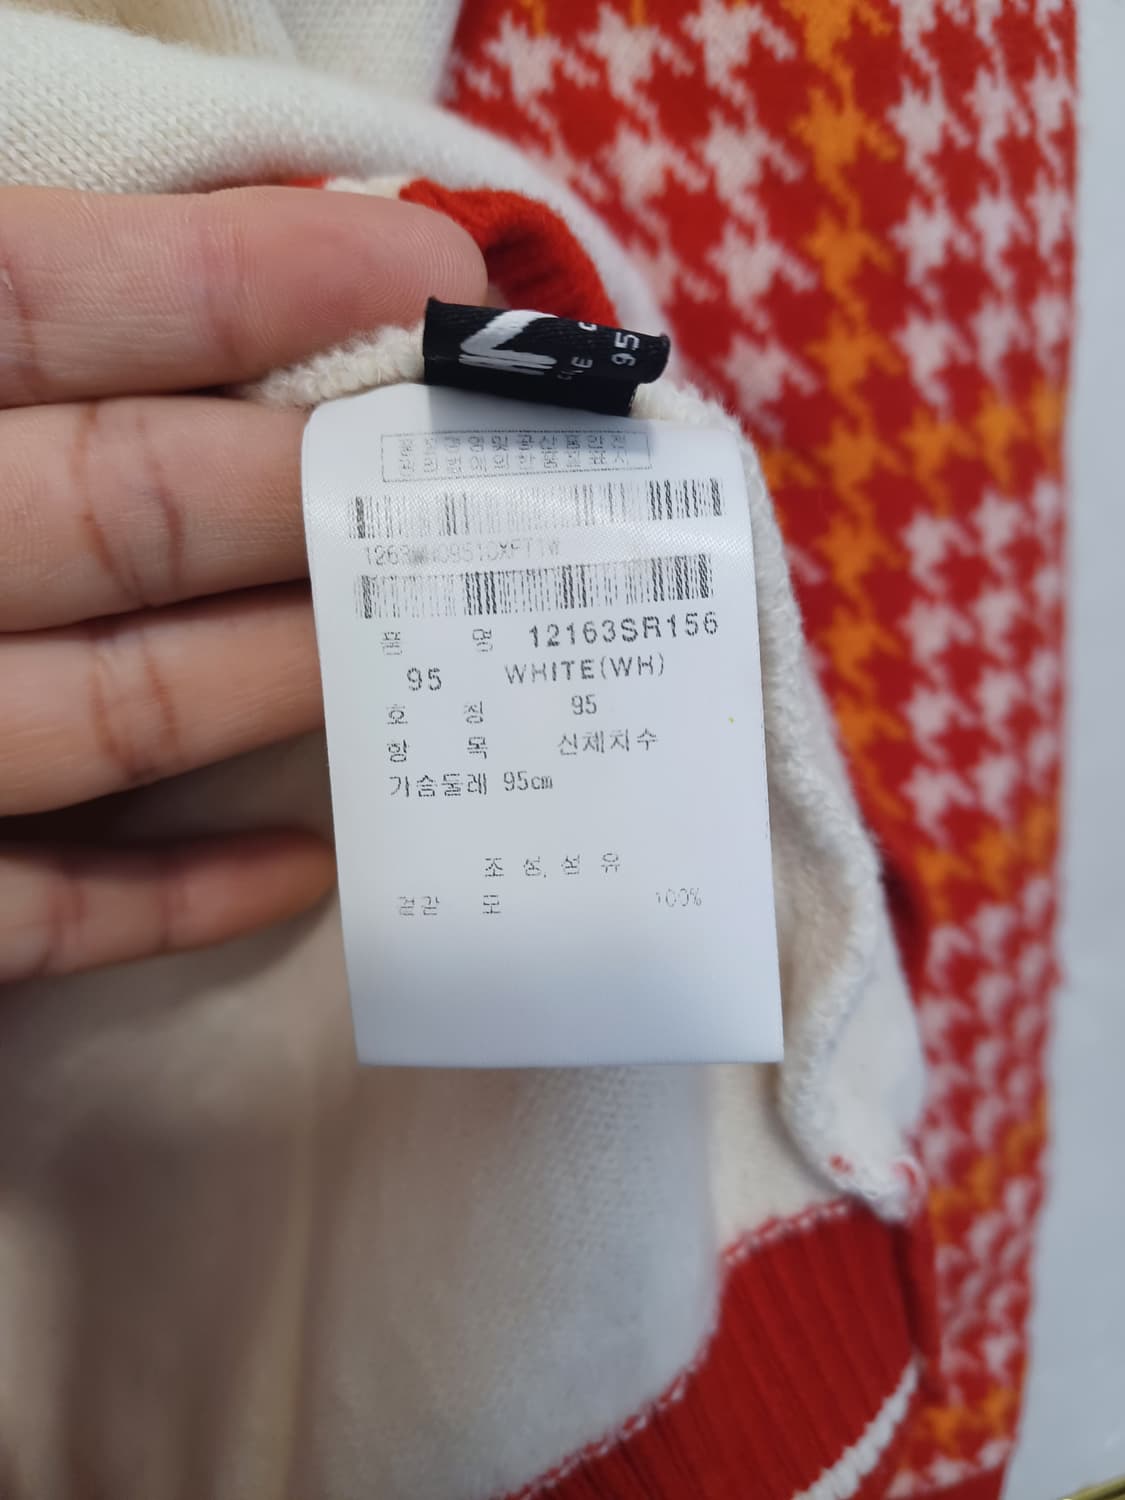 95
12163SR156
품 명
95 WHITE(WH)
호 칭 95
항 목 신체치수
가슴둘레 95cm
조 성 섬 유
겉감 모 100%